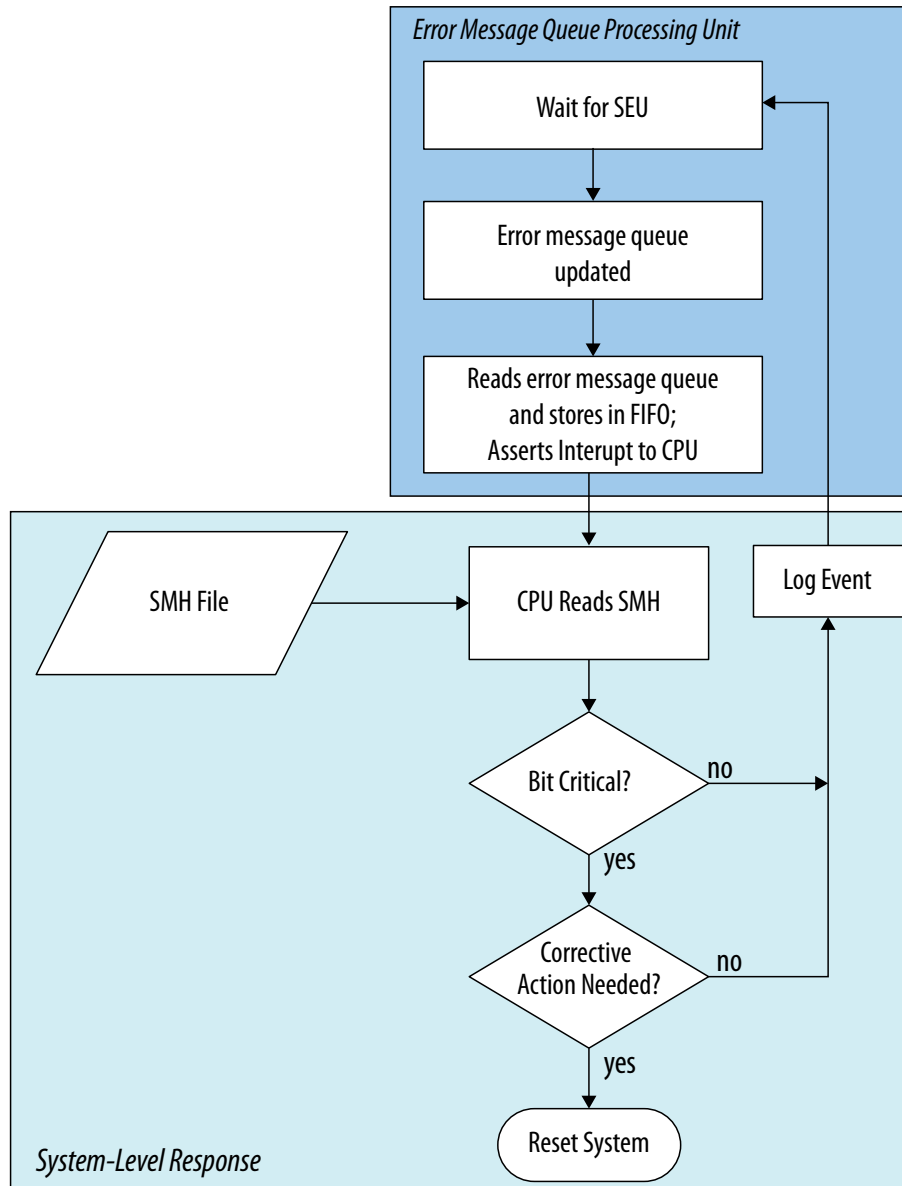 Error Message Queue Processing Unit
Wait for SEU
Error message queue
updated
Reads error message queue
and stores in FIFO;
Asserts Interupt to CPU
SMH File
CPU Reads SMH
Log Event
Bit Critical?
no
yes
Corrective
Action Needed?
no
yes
Reset System
System-Level Response